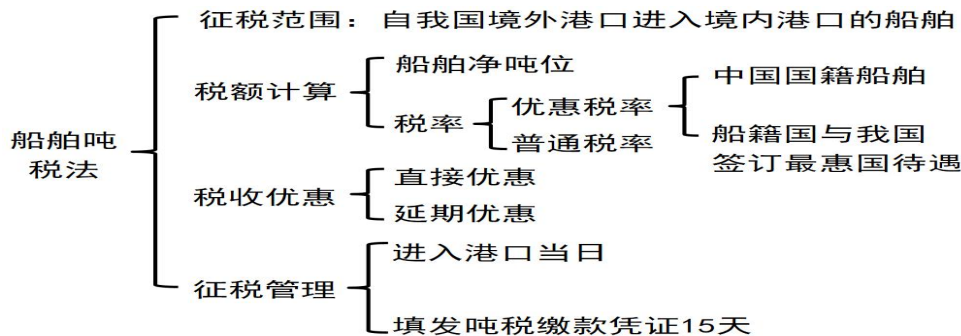 征税范围：自我国境外港口进入境内港口的船舶
船舶净吨位
税额计算
中国国籍船舶
优惠税率
税率
普通税率
船籍国与我国
签订最惠国待遇
船舶吨
税法
直接优惠
税收优惠
延期优惠
进入港口当日
征税管理
填发吨税缴款凭证15天